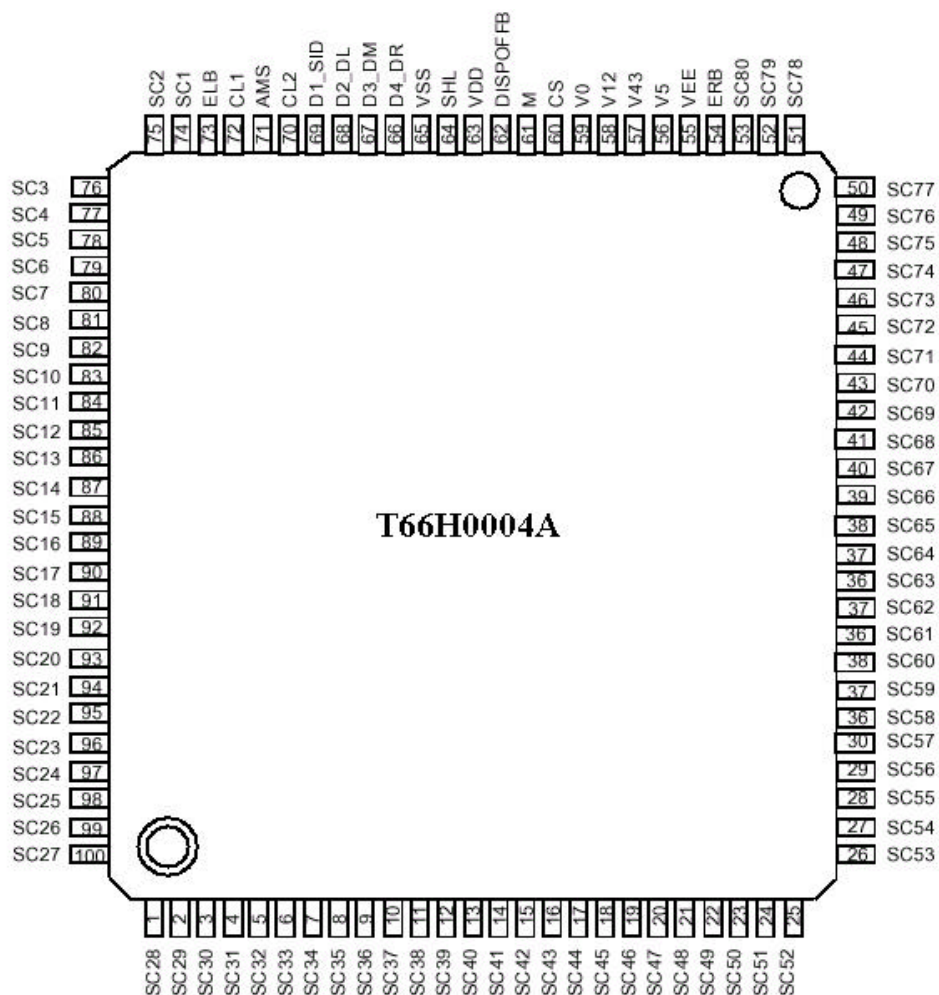 SC2 SC1 ELB CL1 AMS CL2 D1_SID D2_DL D3_DM D4_DR VSS SHL VDD DISPOFFB M CS V0 V12 V43 V5 VEE ERB SC80 SC79 SC78
75 74 73 72 71 70 69 68 67 66 65 64 63 62 61 60 59 58 57 56 55 54 53 52 51
SC3 76 50 SC77
SC4 77 49 SC76
SC5 78 48 SC75
SC6 79 47 SC74
SC7 80 46 SC73
SC8 81 45 SC72
SC9 82 44 SC71
SC10 83 43 SC70
SC11 84 42 SC69
SC12 85 41 SC68
SC13 86 40 SC67
SC14 87 39 SC66
SC15 88 38 SC65
T66H0004A
SC16 89 37 SC64
SC17 90 36 SC63
SC18 91 37 SC62
SC19 92 36 SC61
SC20 93 38 SC60
SC21 94 37 SC59
SC22 95 36 SC58
SC23 96 30 SC57
SC24 97 29 SC56
SC25 98 28 SC55
SC26 99 27 SC54
SC27 100 26 SC53
1 2 3 4 5 6 7 8 9 10 11 12 13 14 15 16 17 18 19 20 21 22 23 24 25
SC28 SC29 SC30 SC31 SC32 SC33 SC34 SC35 SC36 SC37 SC38 SC39 SC40 SC41 SC42 SC43 SC44 SC45 SC46 SC47 SC48 SC49 SC50 SC51 SC52